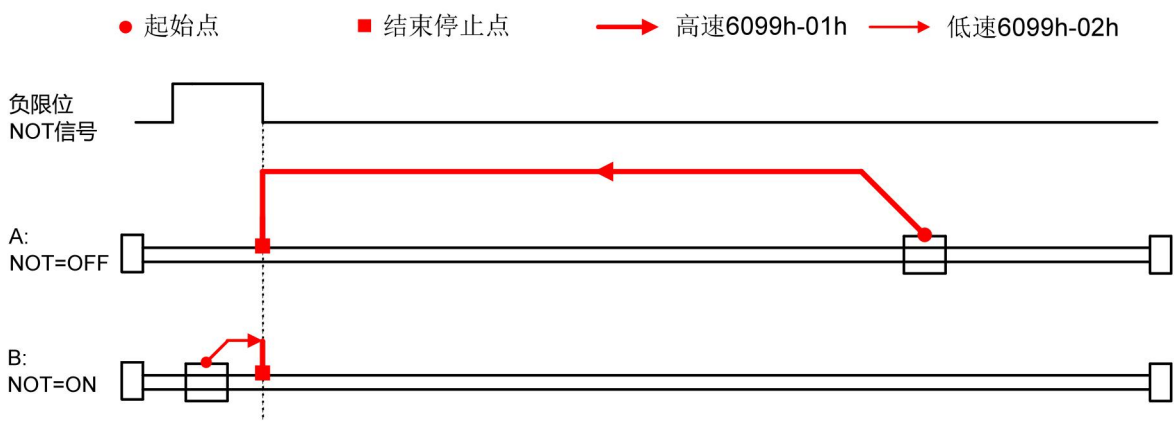 起始点 结束停止点 高速6099h-01h 低速6099h-02h
负限位
NOT信号
A:
NOT=OFF
B:
NOT=ON